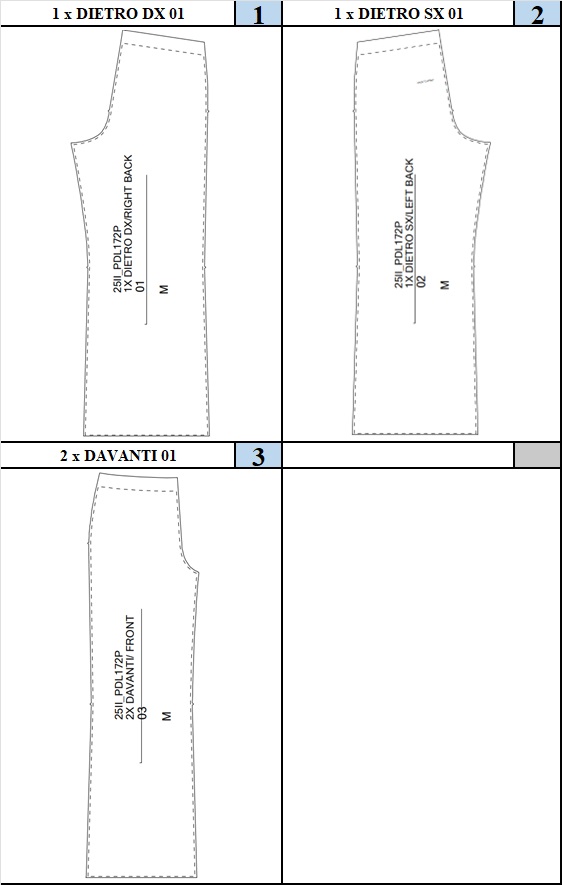 1 x DIETRO DX 01
1
1 x DIETRO SX 01
2
25II_PDL172P
1X DIETRO DX/RIGHT BACK
01
M
25II_PDL172P
1X DIETRO SX/LEFT BACK
02
M
2 x DAVANTI 01
3
25II_PDL172P
2X DAVANTI/ FRONT
03
M